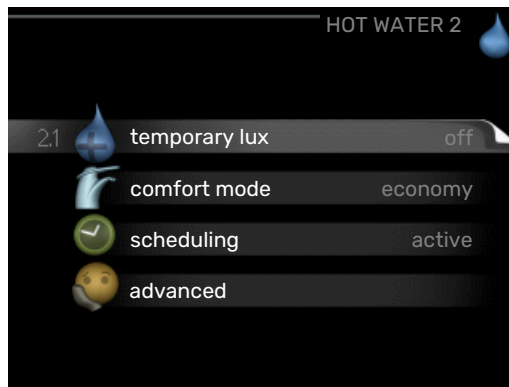 HOT WATER 2
2.1 temporary lux off
comfort mode economy
scheduling active
advanced